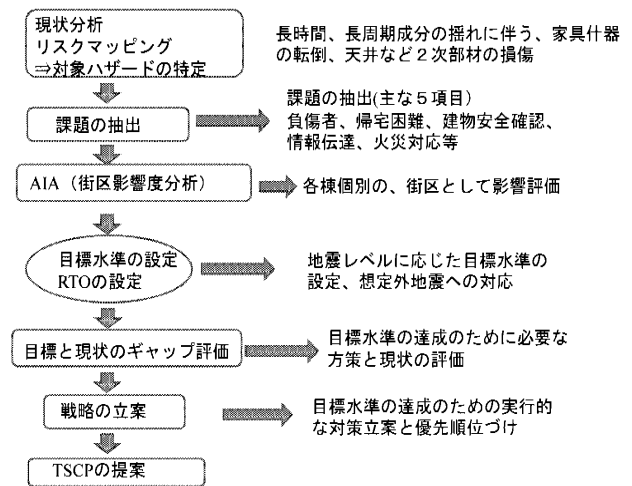 現状分析
リスクマッピング
⇒対象ハザードの特定
長時間、長周期成分の揺れに伴う、家具什器
の転倒、天井など２次部材の損傷
課題の抽出
課題の抽出(主な５項目）
負傷者、帰宅困難、建物安全確認、
情報伝達、火災対応等
AIA（街区影響度分析）
各棟個別の、街区として影響評価
目標水準の設定
RTOの設定
地震レベルに応じた目標水準の
設定、想定外地震への対応
目標と現状のギャップ評価
目標水準の達成のために必要な
方策と現状の評価
戦略の立案
目標水準の達成のための実行的
な対策立案と優先順位づけ
TSCPの提案